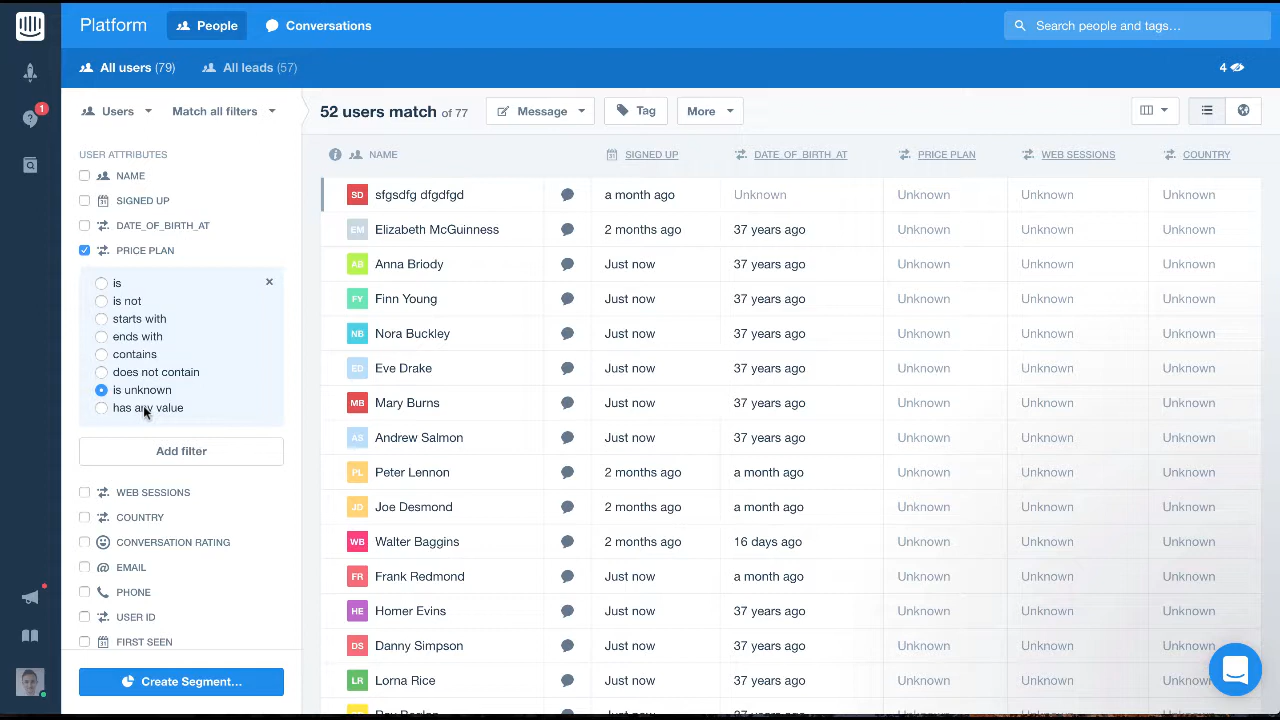 Platform
People
Conversations
Search people and tags…
All users (79)
All leads (57)
4
1
Users
Match all filters
52 users match of 77
Message
Tag
More
USER ATTRIBUTES
NAME
SIGNED UP
DATE_OF_BIRTH_AT
PRICE PLAN
is
is not
starts with
ends with
contains
does not contain
is unknown
has any value
Add filter
WEB SESSIONS
COUNTRY
CONVERSATION RATING
EMAIL
PHONE
USER ID
FIRST SEEN
Create Segment…
NAME SIGNED UP DATE_OF_BIRTH_AT PRICE PLAN WEB SESSIONS COUNTRY
SD sfgsdfg dfgdfgd a month ago Unknown Unknown Unknown Unknown
EM Elizabeth McGuinness 2 months ago 37 years ago Unknown Unknown Unknown
AB Anna Briody Just now 37 years ago Unknown Unknown Unknown
FY Finn Young Just now 37 years ago Unknown Unknown Unknown
NB Nora Buckley Just now 37 years ago Unknown Unknown Unknown
ED Eve Drake Just now 37 years ago Unknown Unknown Unknown
MB Mary Burns Just now 37 years ago Unknown Unknown Unknown
AS Andrew Salmon Just now 37 years ago Unknown Unknown Unknown
PL Peter Lennon 2 months ago a month ago Unknown Unknown Unknown
JD Joe Desmond 2 months ago a month ago Unknown Unknown Unknown
WB Walter Baggins 2 months ago 16 days ago Unknown Unknown Unknown
FR Frank Redmond Just now a month ago Unknown Unknown Unknown
HE Homer Evins Just now 37 years ago Unknown Unknown Unknown
DS Danny Simpson Just now 37 years ago Unknown Unknown Unknown
LR Lorna Rice Just now 37 years ago Unknown Unknown Unknown